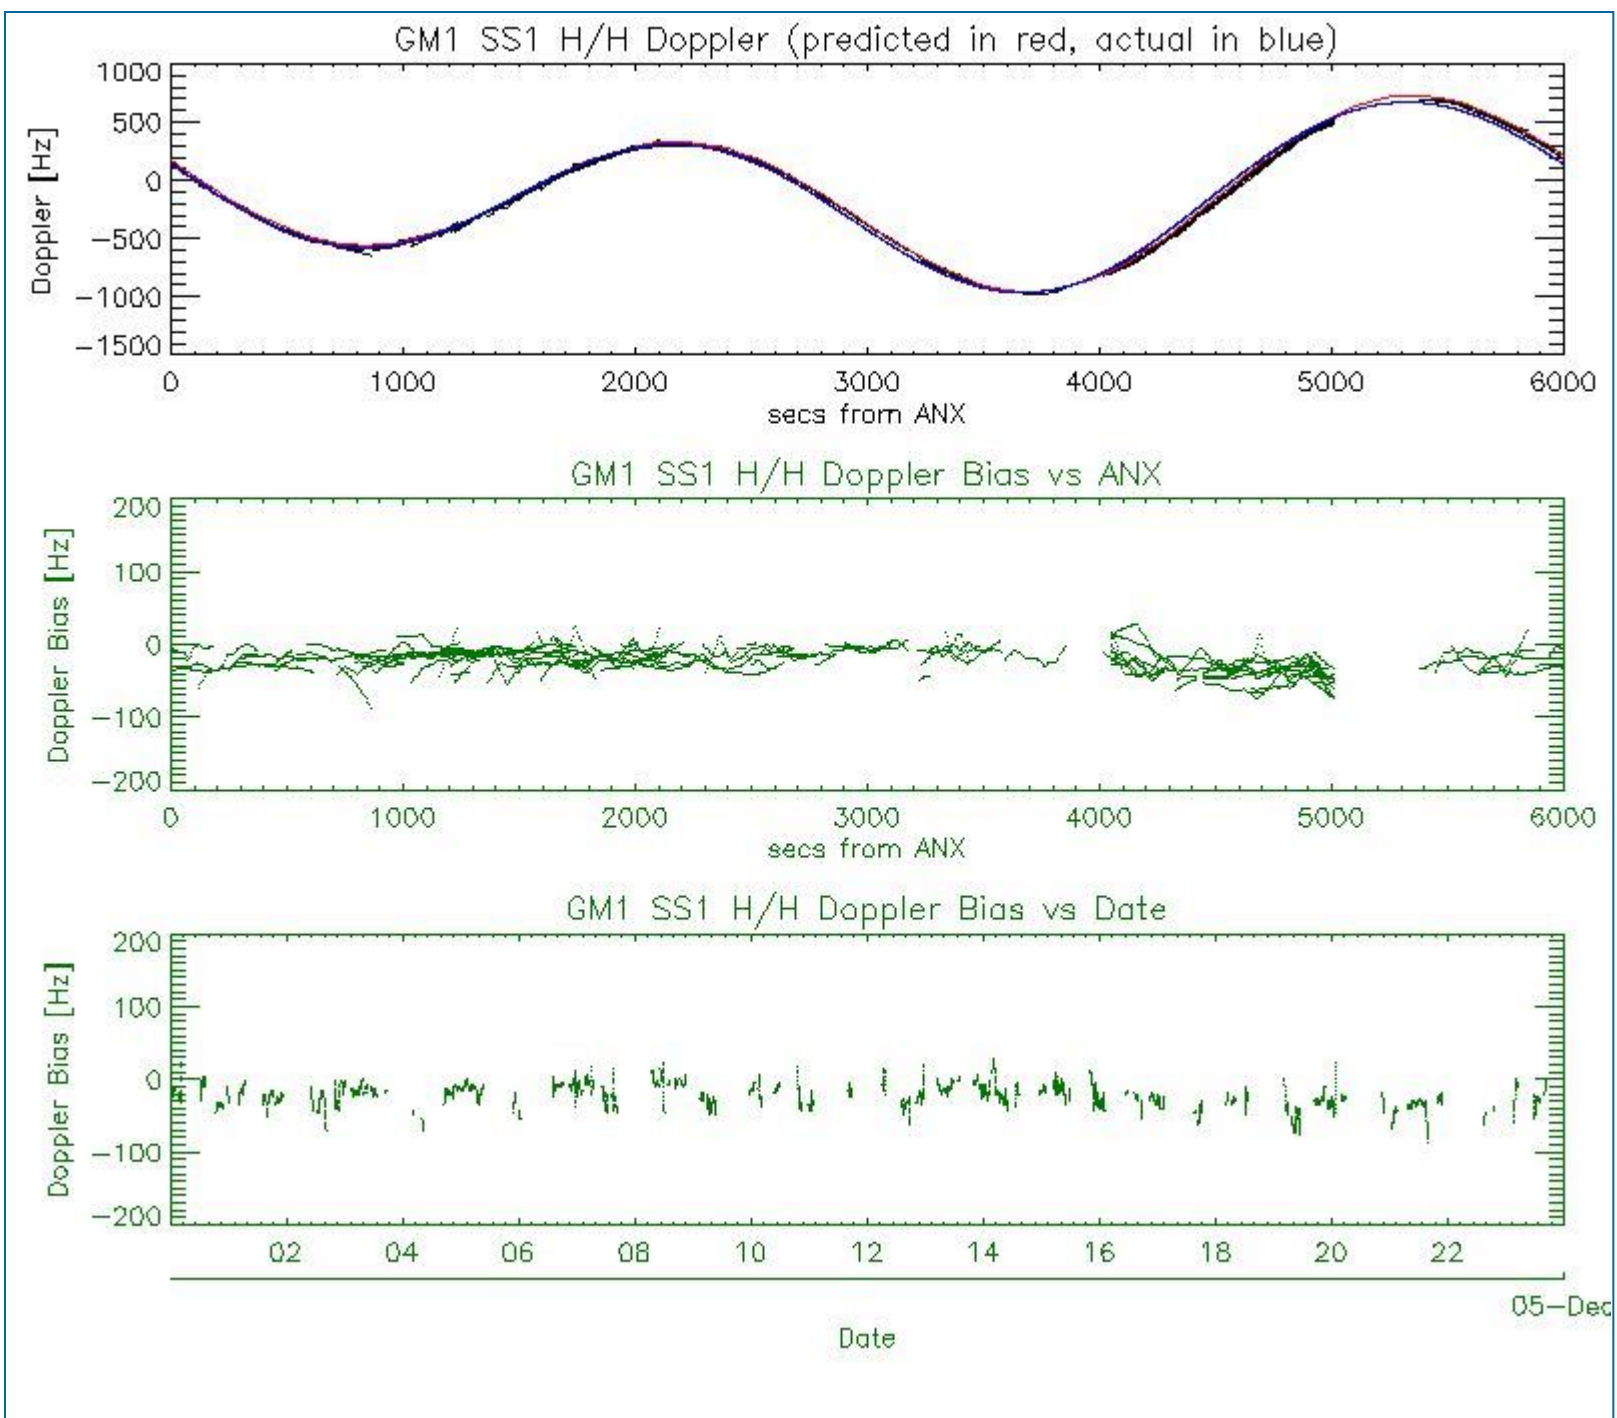 GM1 SS1 H/H Doppler (predicted in red, actual in blue)
1000
500
0
−500
−1000
−1500
Doppler [Hz]
0 1000 2000 3000 4000 5000 6000
secs from ANX
GM1 SS1 H/H Doppler Bias vs ANX
200
100
0
−100
−200
Doppler Bias [Hz]
0 1000 2000 3000 4000 5000 6000
secs from ANX
GM1 SS1 H/H Doppler Bias vs Date
200
100
0
−100
−200
Doppler Bias [Hz]
02 04 06 08 10 12 14 16 18 20 22
05−Dec
Date